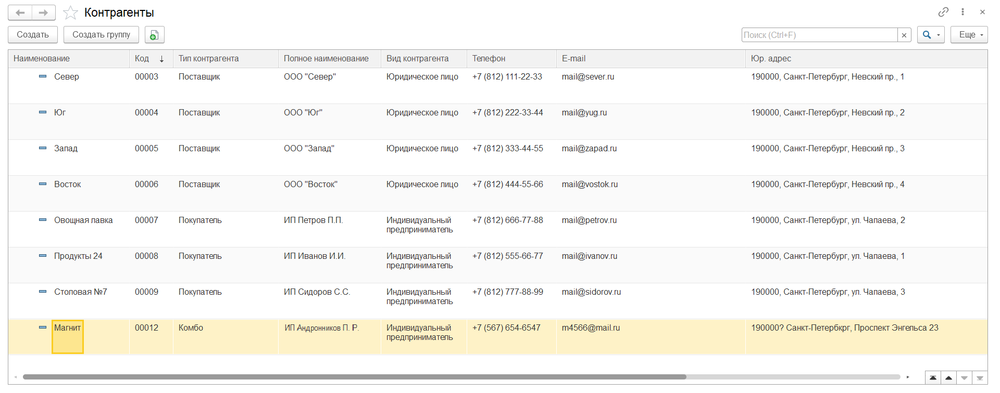 Контрагенты
Создать Создать группу Поиск (Ctrl+F) × Еще
Наименование Код ↓ Тип контрагента Полное наименование Вид контрагента Телефон E-mail Юр. адрес
Север 00003 Поставщик ООО "Север" Юридическое лицо +7 (812) 111-22-33 mail@sever.ru 190000, Санкт-Петербург, Невский пр., 1
Юг 00004 Поставщик ООО "Юг" Юридическое лицо +7 (812) 222-33-44 mail@yug.ru 190000, Санкт-Петербург, Невский пр., 2
Запад 00005 Поставщик ООО "Запад" Юридическое лицо +7 (812) 333-44-55 mail@zapad.ru 190000, Санкт-Петербург, Невский пр., 3
Восток 00006 Поставщик ООО "Восток" Юридическое лицо +7 (812) 444-55-66 mail@vostok.ru 190000, Санкт-Петербург, Невский пр., 4
Овощная лавка 00007 Покупатель ИП Петров П.П. Индивидуальный +7 (812) 666-77-88 mail@petrov.ru 190000, Санкт-Петербург, ул. Чапаева, 2
предприниматель
Продукты 24 00008 Покупатель ИП Иванов И.И. Индивидуальный +7 (812) 555-66-77 mail@ivanov.ru 190000, Санкт-Петербург, ул. Чапаева, 1
предприниматель
Столовая №7 00009 Покупатель ИП Сидоров С.С. Индивидуальный +7 (812) 777-88-99 mail@sidorov.ru 190000, Санкт-Петербург, ул. Чапаева, 3
предприниматель
Магнит 00012 Комбо ИП Андронников П. Р. Индивидуальный +7 (567) 654-6547 m4566@mail.ru 190000? Санкт-Петербкрг, Проспект Энгельса 23
предприниматель